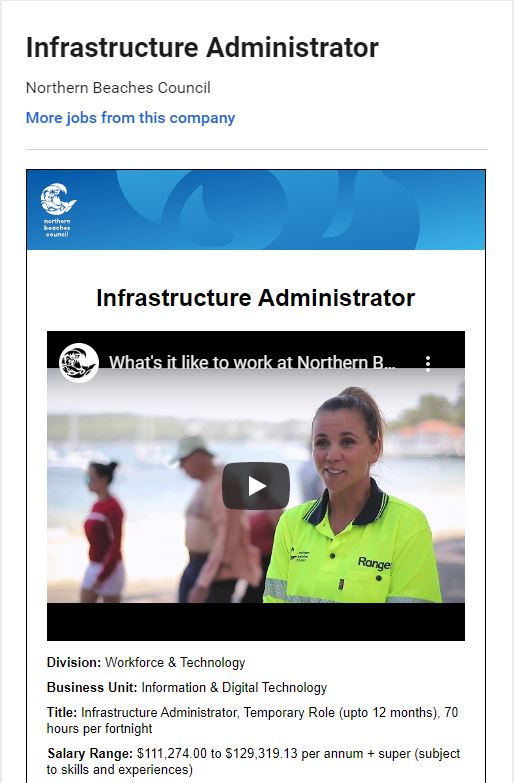 Infrastructure Administrator
Northern Beaches Council
More jobs from this company
northern
beaches
council
Infrastructure Administrator
What's it like to work at Northern B...
northern
beaches
council
Ranger
Division: Workforce & Technology
Business Unit: Information & Digital Technology
Title: Infrastructure Administrator, Temporary Role (upto 12 months), 70
hours per fortnight
Salary Range: $111,274.00 to $129,319.13 per annum + super (subject
to skills and experiences)